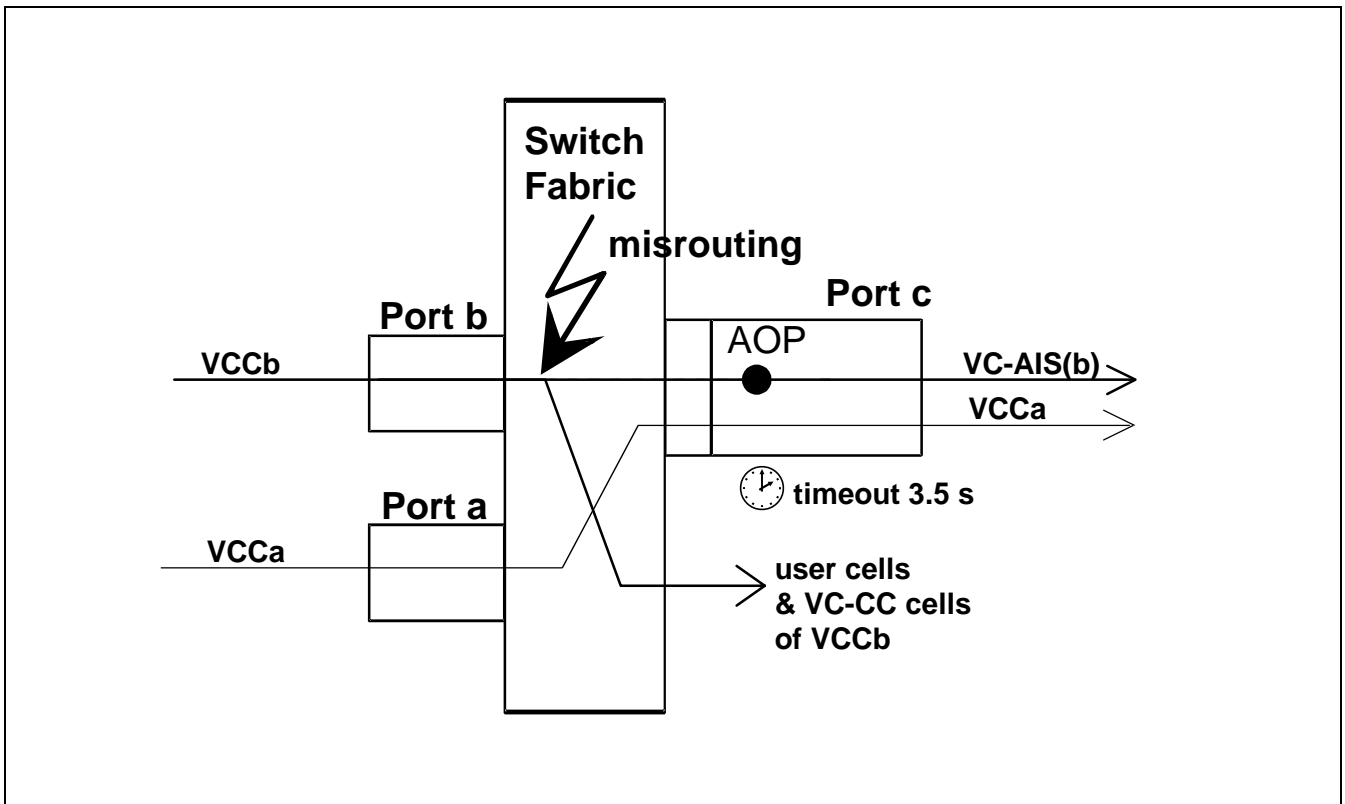 Switch
Fabric
misrouting
Port c
Port b
AOP
VCCb
VC-AIS(b)
VCCa
timeout 3.5 s
Port a
VCCa
user cells
& VC-CC cells
of VCCb